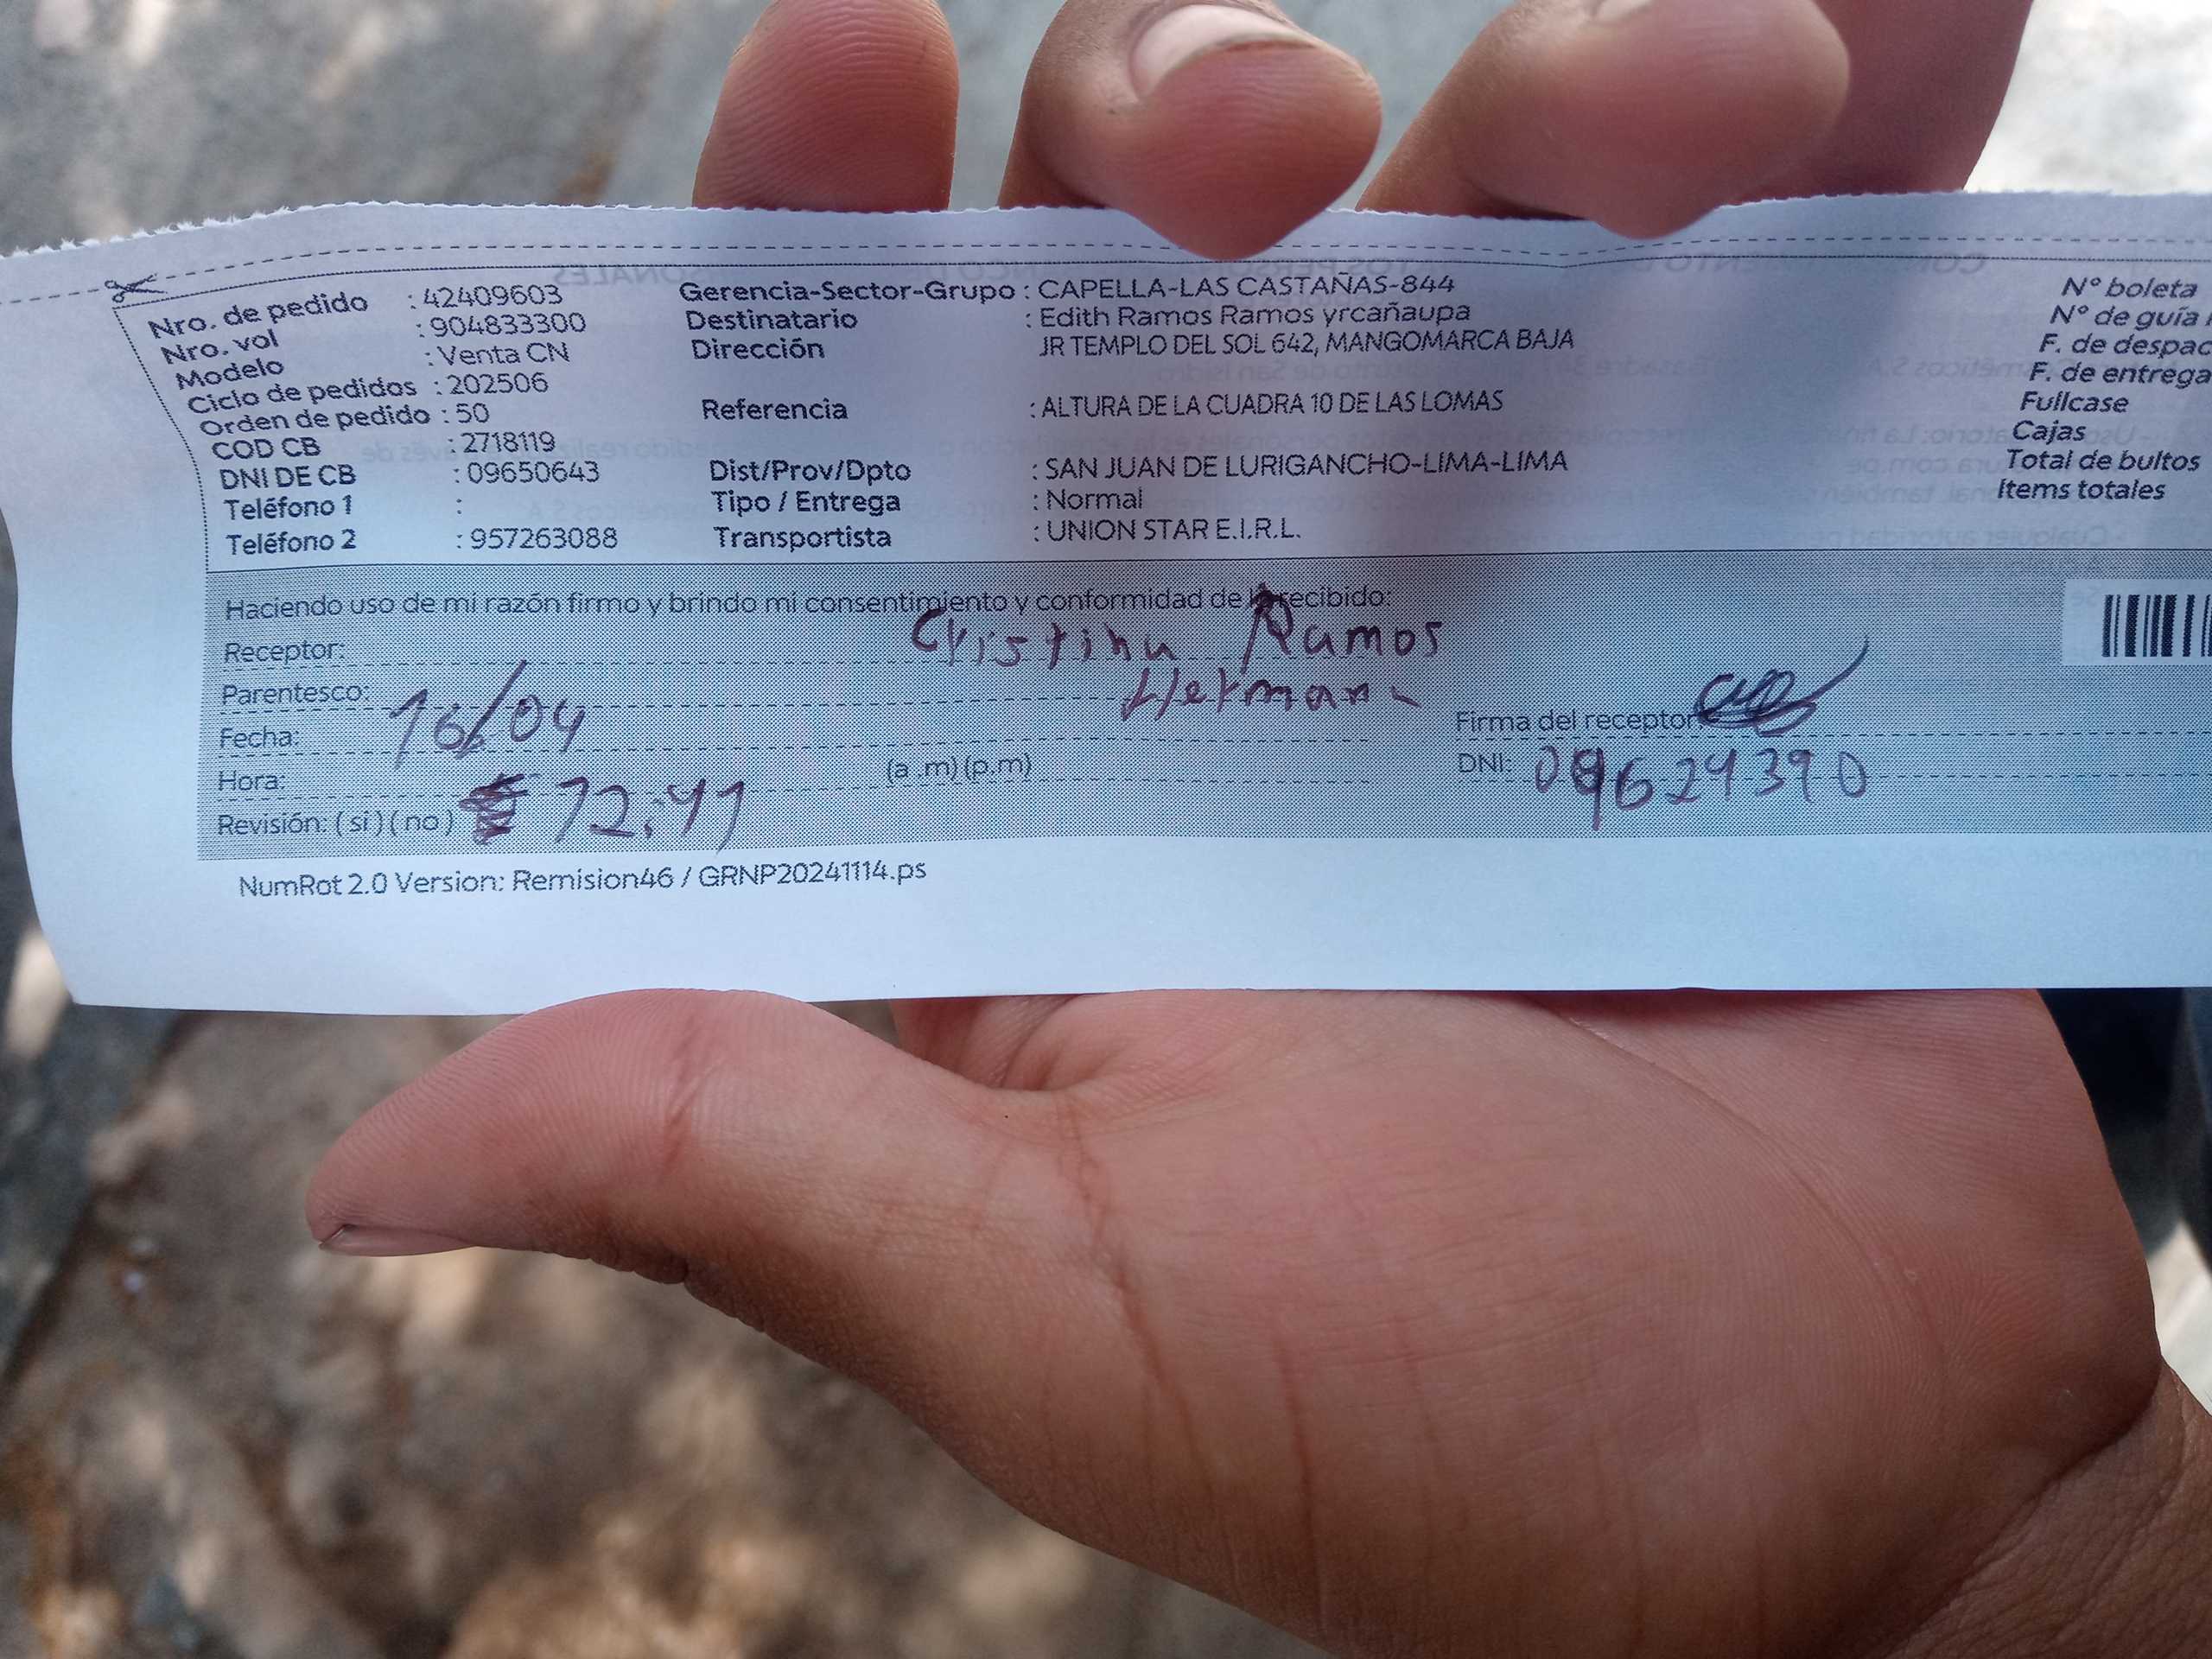 Nro. de pedido : 42409603
Nro. vol : 904833300
Modelo : Venta CN
Ciclo de pedidos : 202506
Orden de pedido : 50
COD CB : 2718119
DNI DE CB : 09650643
Teléfono 1 :
Teléfono 2 : 957263088
Gerencia-Sector-Grupo : CAPELLA-LAS CASTAÑAS-844
Destinatario : Edith Ramos Ramos yrcañaupa
Dirección JR TEMPLO DEL SOL 642, MANGOMARCA BAJA
Referencia : ALTURA DE LA CUADRA 10 DE LAS LOMAS
Dist/Prov/Dpto : SAN JUAN DE LURIGANCHO-LIMA-LIMA
Tipo / Entrega : Normal
Transportista : UNION STAR E.I.R.L.
N° boleta
N° de guía
F. de despac
F. de entrega
Fullcase
Cajas
Total de bultos
Items totales
Haciendo uso de mi razón firmo y brindo mi consentimiento y conformidad de lo recibido:
Receptor: Cristina Ramos
Parentesco: Hermana
Fecha: 16/04
Firma del receptor
Hora: (a .m) (p.m)
DNI: 09624390
Revisión: ( si ) ( no ) 12:41
NumRot 2.0 Version: Remision46 / GRNP20241114.ps